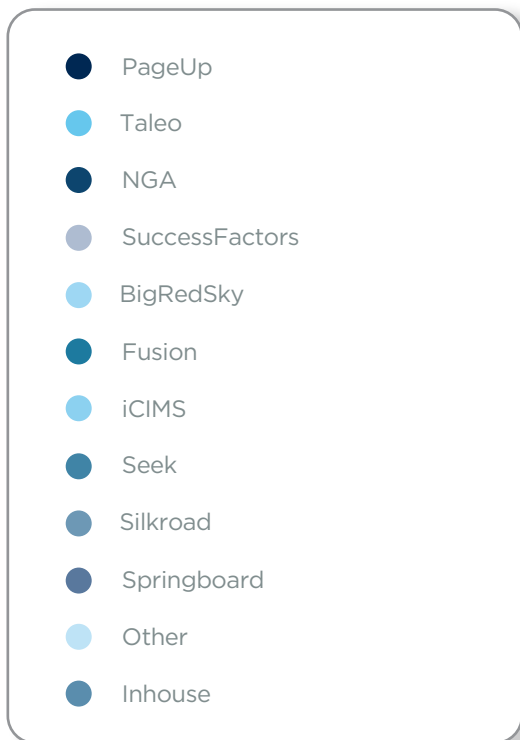 PageUp
Taleo
NGA
SuccessFactors
BigRedSky
Fusion
iCIMS
Seek
Silkroad
Springboard
Other
Inhouse